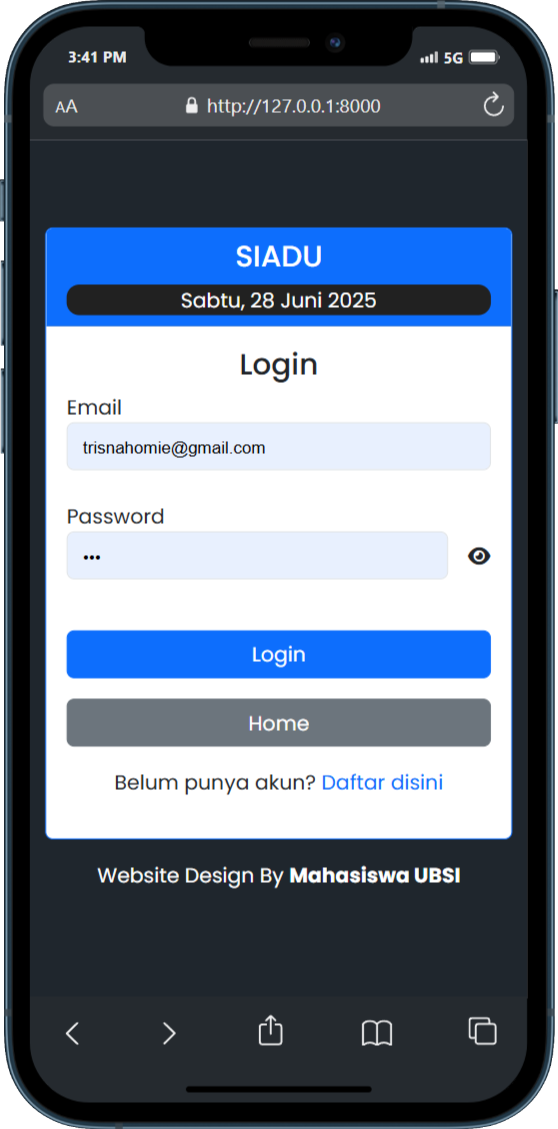 3:41 PM 5G
AA http://127.0.0.1:8000
SIADU
Sabtu, 28 Juni 2025
Login
Email
trisnahomie@gmail.com
Password
•••
Login
Home
Belum punya akun? Daftar disini
Website Design By Mahasiswa UBSI